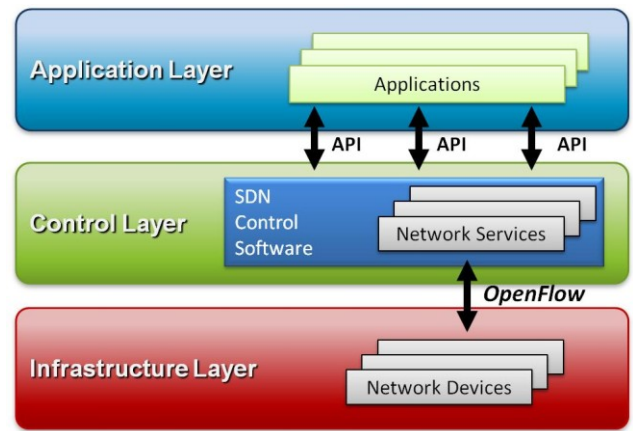 Application Layer
Applications
API
API
API
Control Layer
SDN
Control
Software
Network Services
OpenFlow
Infrastructure Layer
Network Devices